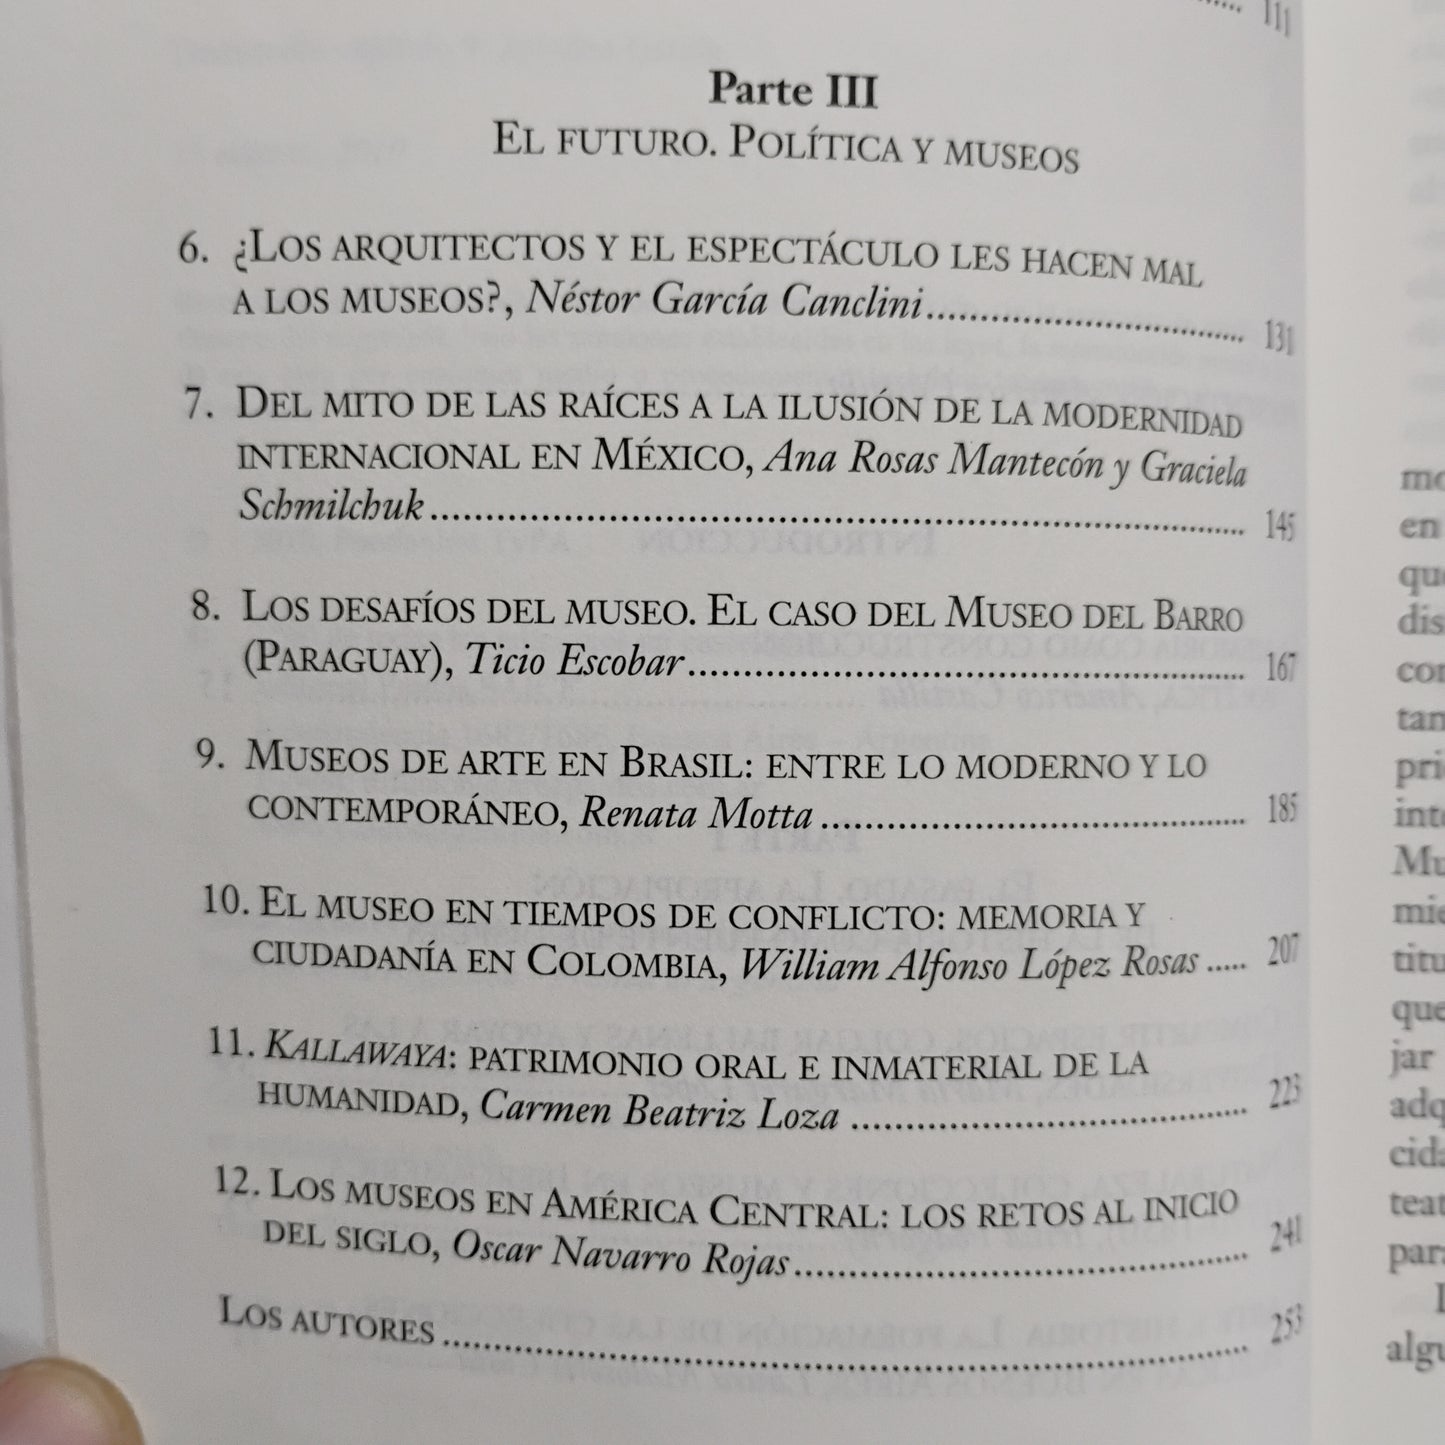 111
Parte III
El futuro. Política y museos
6. ¿Los arquitectos y el espectáculo les hacen mal
a los museos?, Néstor García Canclini.......... 131
7. Del mito de las raíces a la ilusión de la modernidad
internacional en México, Ana Rosas Mantecón y Graciela
Schmilchuk.......... 145
8. Los desafíos del museo. El caso del Museo del Barro
(Paraguay), Ticio Escobar.......... 167
9. Museos de arte en Brasil: entre lo moderno y lo
contemporáneo, Renata Motta.......... 185
10. El museo en tiempos de conflicto: memoria y
ciudadanía en Colombia, William Alfonso López Rosas ..... 207
11. Kallawaya: patrimonio oral e inmaterial de la
humanidad, Carmen Beatriz Loza .......... 223
12. Los museos en América Central: los retos al inicio
del siglo, Oscar Navarro Rojas.......... 241
Los autores.......... 253
en
que
para